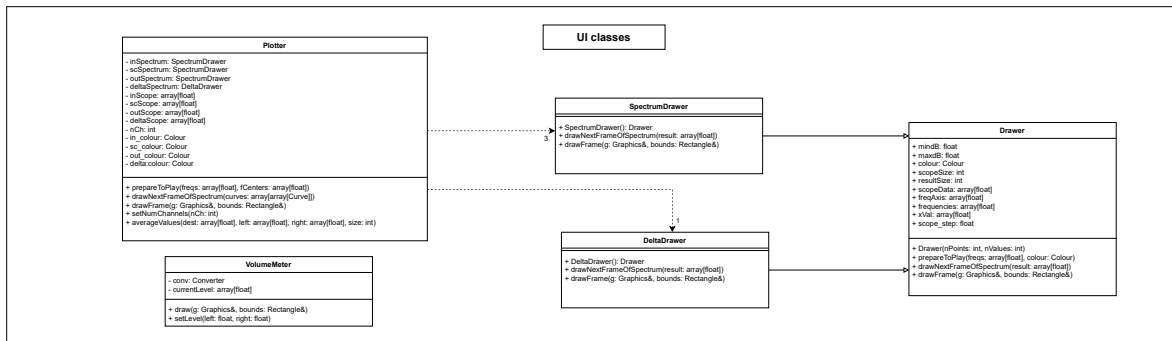 UI classes
Plotter
- inSpectrum: SpectrumDrawer
- scSpectrum: SpectrumDrawer
- outSpectrum: SpectrumDrawer
- deltaSpectrum: DeltaDrawer
- inScope: array[float]
- scScope: array[float]
- outScope: array[float]
- deltaScope: array[float]
- nCh: int
- in_colour: Colour
- sc_colour: Colour
- out_colour: Colour
- delta:colour: Colour
+ prepareToPlay(freqs: array[float], fCenters: array[float])
+ drawNextFrameOfSpectrum(curves: array[array[Curve]])
+ drawFrame(g: Graphics&, bounds: Rectangle&)
+ setNumChannels(nCh: int)
+ averageValues(dest: array[float], left: array[float], right: array[float], size: int)
VolumeMeter
- conv: Converter
- currentLevel: array[float]
+ draw(g: Graphics&, bounds: Rectangle&)
+ setLevel(left: float, right: float)
3
SpectrumDrawer
+ SpectrumDrawer(): Drawer
+ drawNextFrameOfSpectrum(result: array[float])
+ drawFrame(g: Graphics&, bounds: Rectangle&)
1
DeltaDrawer
+ DeltaDrawer(): Drawer
+ drawNextFrameOfSpectrum(result: array[float])
+ drawFrame(g: Graphics&, bounds: Rectangle&)
Drawer
+ mindB: float
+ maxdB: float
+ colour: Colour
+ scopeSize: int
+ resultSize: int
+ scopeData: array[float]
+ freqAxis: array[float]
+ frequencies: array[float]
+ xVal: array[float]
+ scope_step: float
+ Drawer(nPoints: int, nValues: int)
+ prepareToPlay(freqs: array[float], colour: Colour)
+ drawNextFrameOfSpectrum(result: array[float])
+ drawFrame(g: Graphics&, bounds: Rectangle&)